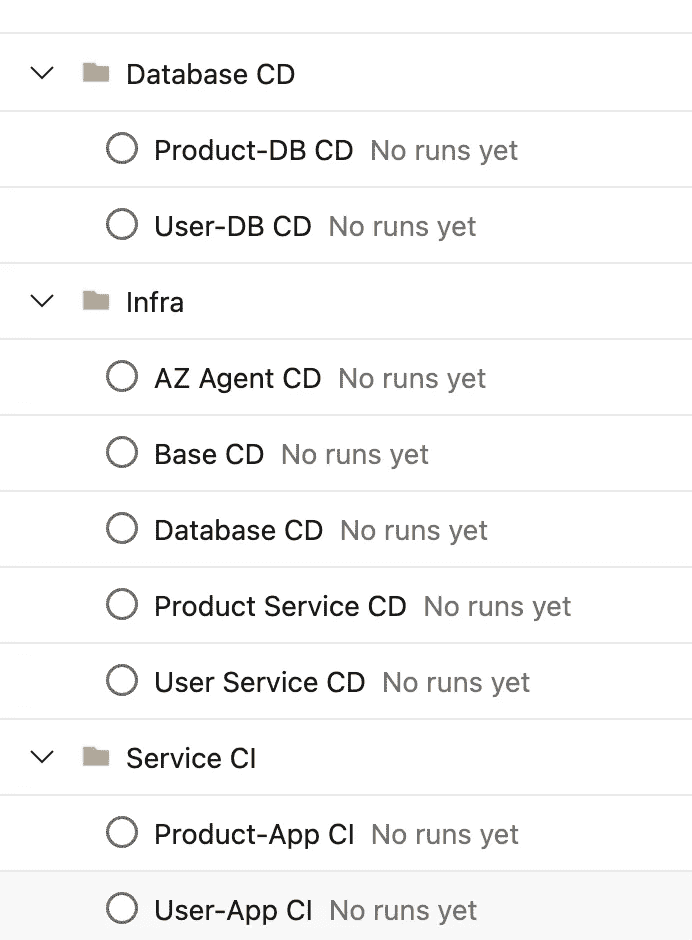 Database CD
Product-DB CD No runs yet
User-DB CD No runs yet
Infra
AZ Agent CD No runs yet
Base CD No runs yet
Database CD No runs yet
Product Service CD No runs yet
User Service CD No runs yet
Service CI
Product-App CI No runs yet
User-App CI No runs yet